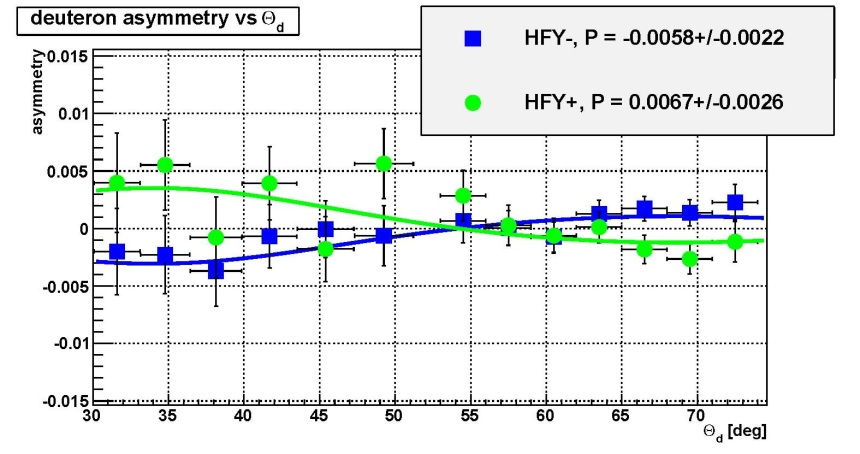 deuteron asymmetry vs Θd
HFY-, P = -0.0058+/-0.0022
HFY+, P = 0.0067+/-0.0026
asymmetry
0.015
0.01
0.005
0
-0.005
-0.01
-0.015
30 35 40 45 50 55 60 65 70
Θd [deg]